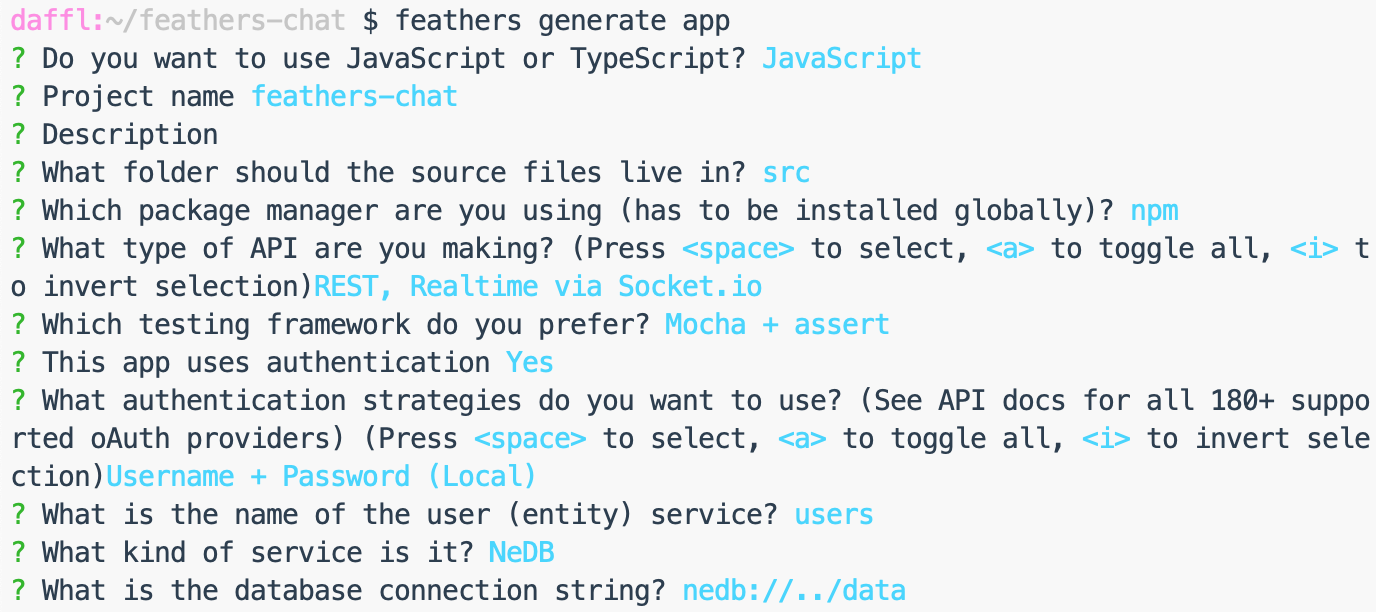 daffl:~/feathers-chat $ feathers generate app
? Do you want to use JavaScript or TypeScript? JavaScript
? Project name feathers-chat
? Description
? What folder should the source files live in? src
? Which package manager are you using (has to be installed globally)? npm
? What type of API are you making? (Press <space> to select, <a> to toggle all, <i> t
o invert selection)REST, Realtime via Socket.io
? Which testing framework do you prefer? Mocha + assert
? This app uses authentication Yes
? What authentication strategies do you want to use? (See API docs for all 180+ suppo
rted oAuth providers) (Press <space> to select, <a> to toggle all, <i> to invert sele
ction)Username + Password (Local)
? What is the name of the user (entity) service? users
? What kind of service is it? NeDB
? What is the database connection string? nedb://../data